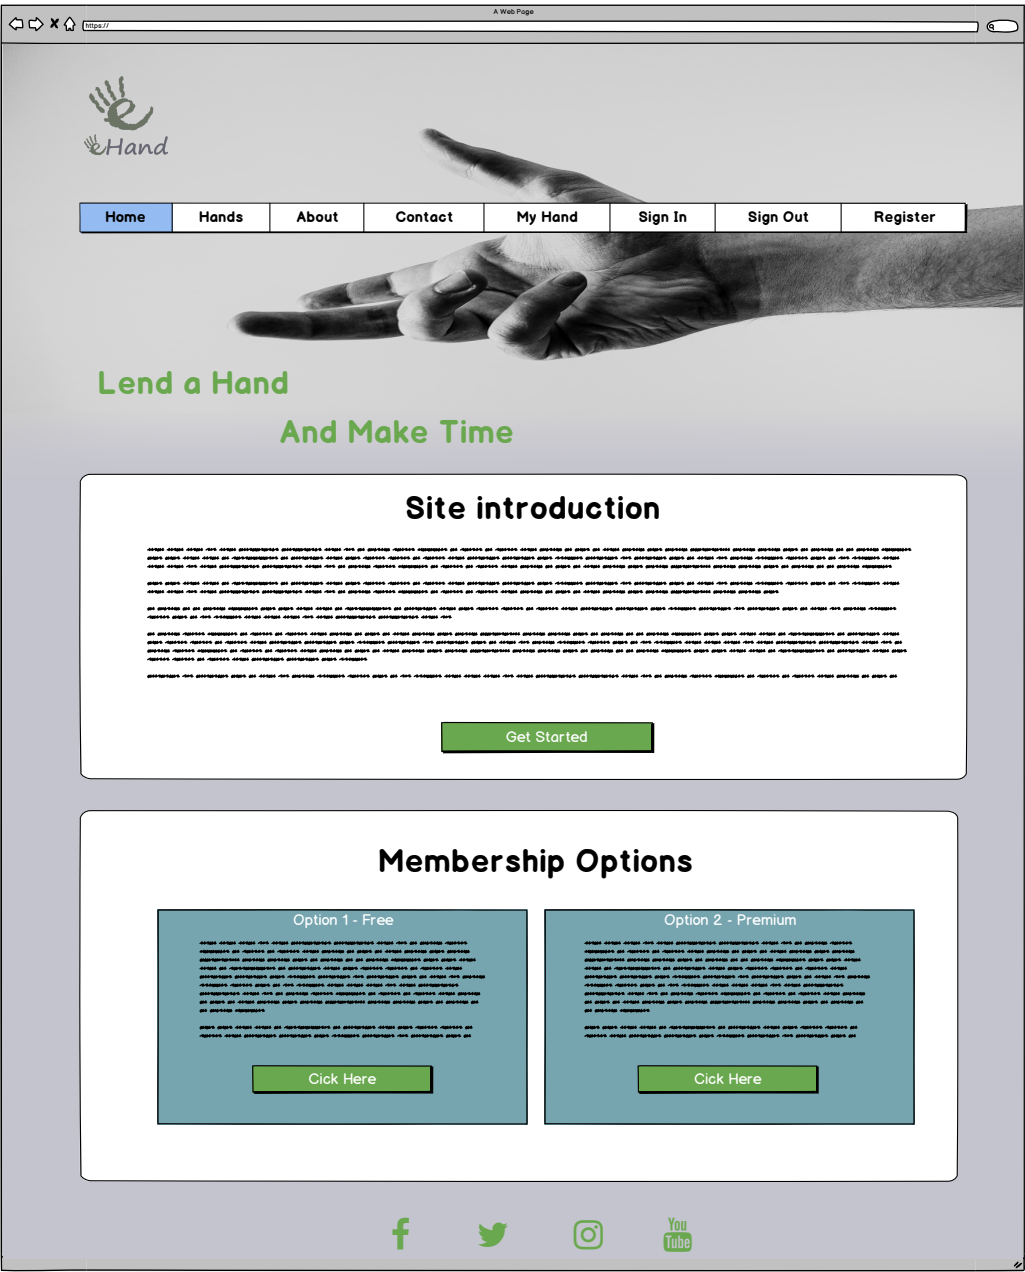 A Web Page
https://
e
eHand
Home Hands About Contact My Hand Sign In Sign Out Register
Lend a Hand
And Make Time
Site introduction
Get Started
Membership Options
Option 1 - Free Option 2 - Premium
Cick Here Cick Here
You
Tube